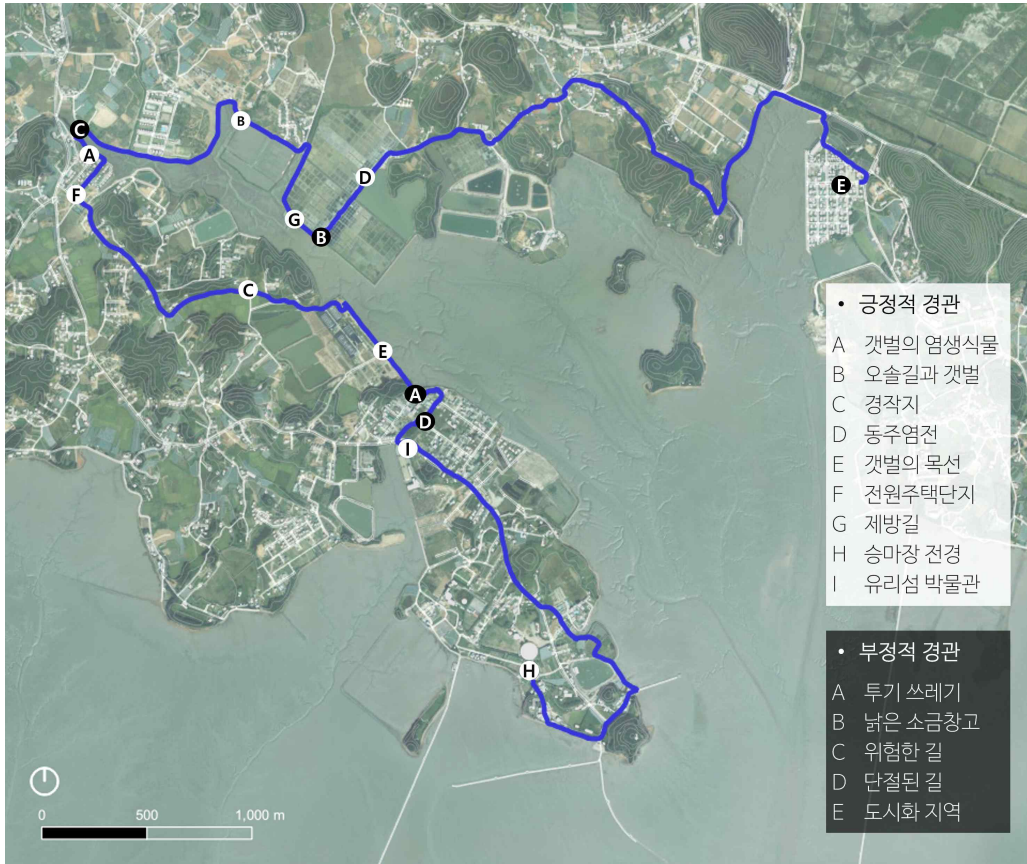 C
A
B
F
D
E
G
B
C
E
A
D
I
H
• 긍정적 경관
A 갯벌의 염생식물
B 오솔길과 갯벌
C 경작지
D 동주염전
E 갯벌의 목선
F 전원주택단지
G 제방길
H 승마장 전경
I 유리섬 박물관
• 부정적 경관
A 투기 쓰레기
B 낡은 소금창고
C 위험한 길
D 단절된 길
E 도시화 지역
0 500 1,000 m